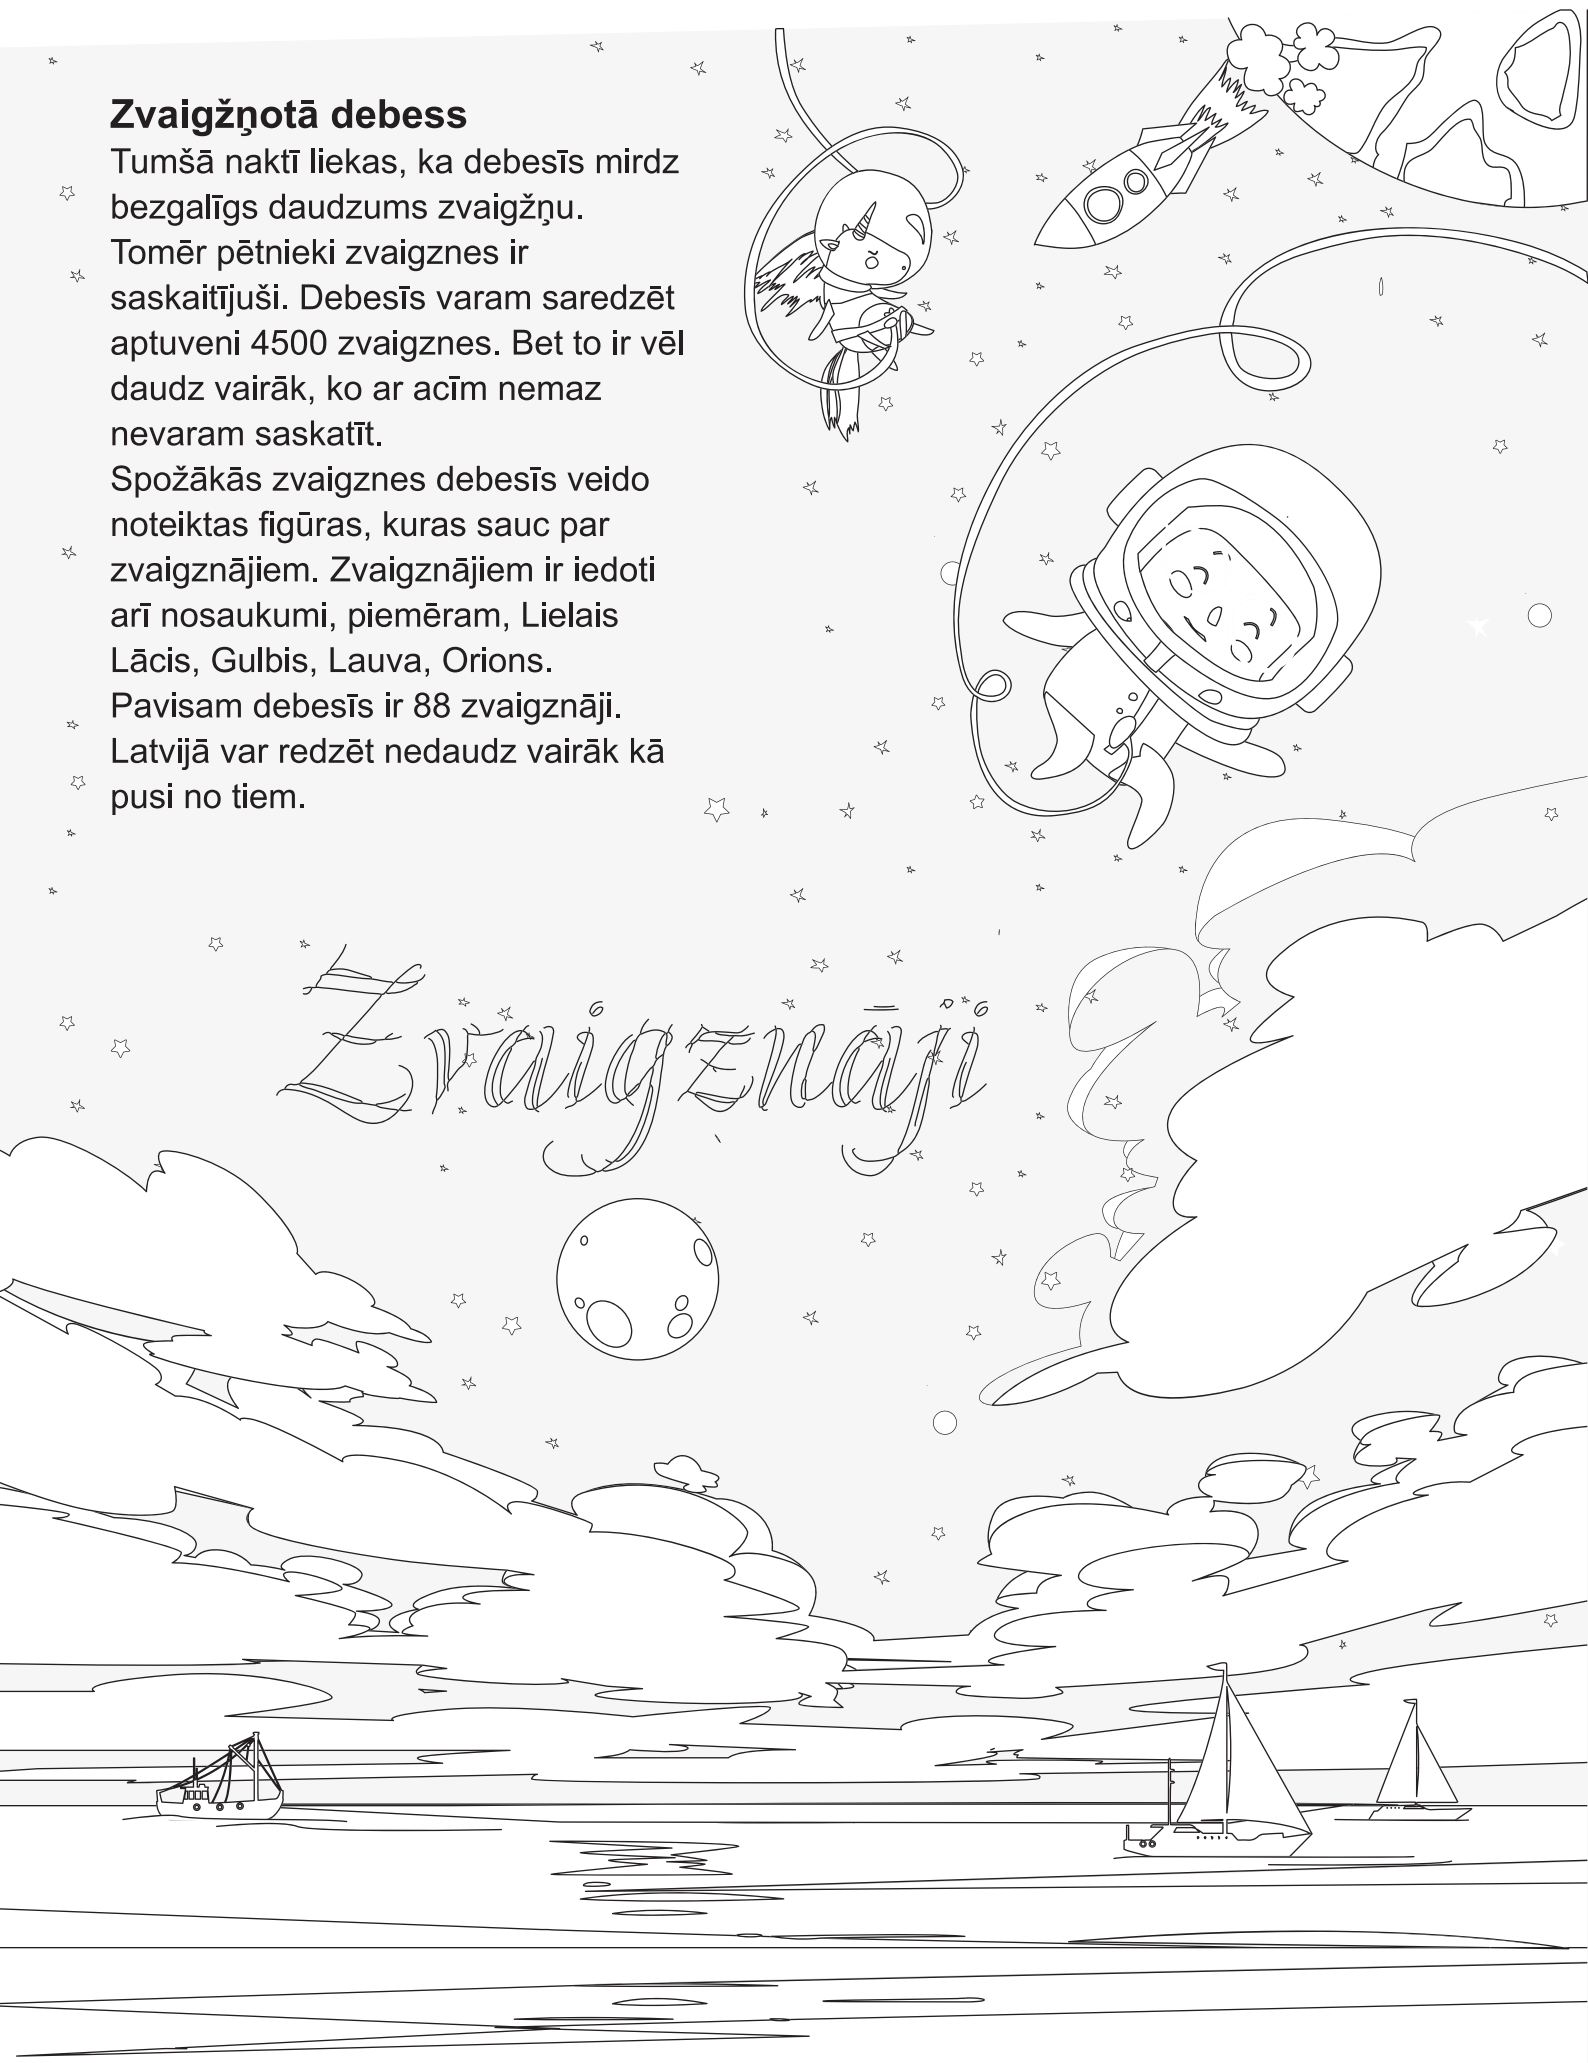 Zvaigžņotā debess
Tumšā naktī liekas, ka debesīs mirdz
bezgalīgs daudzums zvaigžņu.
Tomēr pētnieki zvaigznes ir
saskaitījuši. Debesīs varam saredzēt
aptuveni 4500 zvaigznes. Bet to ir vēl
daudz vairāk, ko ar acīm nemaz
nevaram saskatīt.
Spožākās zvaigznes debesīs veido
noteiktas figūras, kuras sauc par
zvaigznājiem. Zvaigznājiem ir iedoti
arī nosaukumi, piemēram, Lielais
Lācis, Gulbis, Lauva, Orions.
Pavisam debesīs ir 88 zvaigznāji.
Latvijā var redzēt nedaudz vairāk kā
pusi no tiem.
Zvaigznāji